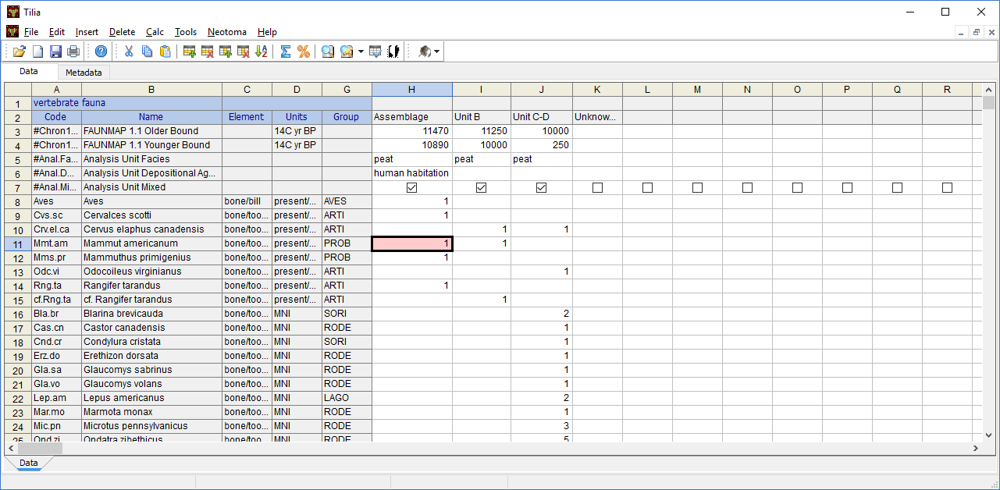 Tilia
File Edit Insert Delete Calc Tools Neotoma Help
Data Metadata
A B C D G H I J K L M N O P Q R
1 vertebrate fauna
2 Code Name Element Units Group Assemblage Unit B Unit C-D Unknow...
3 #Chron1... FAUNMAP 1.1 Older Bound 14C yr BP 11470 11250 10000
4 #Chron1... FAUNMAP 1.1 Younger Bound 14C yr BP 10890 10000 250
5 #Anal.Fa... Analysis Unit Facies peat peat peat
6 #Anal.D... Analysis Unit Depositional Ag... human habitation
7 #Anal.Mi... Analysis Unit Mixed
8 Aves Aves bone/bill present/... AVES 1
9 Cvs.sc Cervalces scotti bone/too... present/... ARTI 1
10 Crv.el.ca Cervus elaphus canadensis bone/too... present/... ARTI 1 1
11 Mmt.am Mammut americanum bone/too... present/... PROB 1 1
12 Mms.pr Mammuthus primigenius bone/too... present/... PROB 1
13 Odc.vi Odocoileus virginianus bone/too... present/... ARTI 1
14 Rng.ta Rangifer tarandus bone/too... present/... ARTI 1
15 cf.Rng.ta cf. Rangifer tarandus bone/too... present/... ARTI 1
16 Bla.br Blarina brevicauda bone/too... MNI SORI 2
17 Cas.cn Castor canadensis bone/too... MNI RODE 1
18 Cnd.cr Condylura cristata bone/too... MNI SORI 1
19 Erz.do Erethizon dorsata bone/too... MNI RODE 1
20 Gla.sa Glaucomys sabrinus bone/too... MNI RODE 1
21 Gla.vo Glaucomys volans bone/too... MNI RODE 1
22 Lep.am Lepus americanus bone/too... MNI LAGO 2
23 Mar.mo Marmota monax bone/too... MNI RODE 1
24 Mic.pn Microtus pennsylvanicus bone/too... MNI RODE 3
25 Ond.zi Ondatra zibethicus bone/too... MNI RODE 5
Data